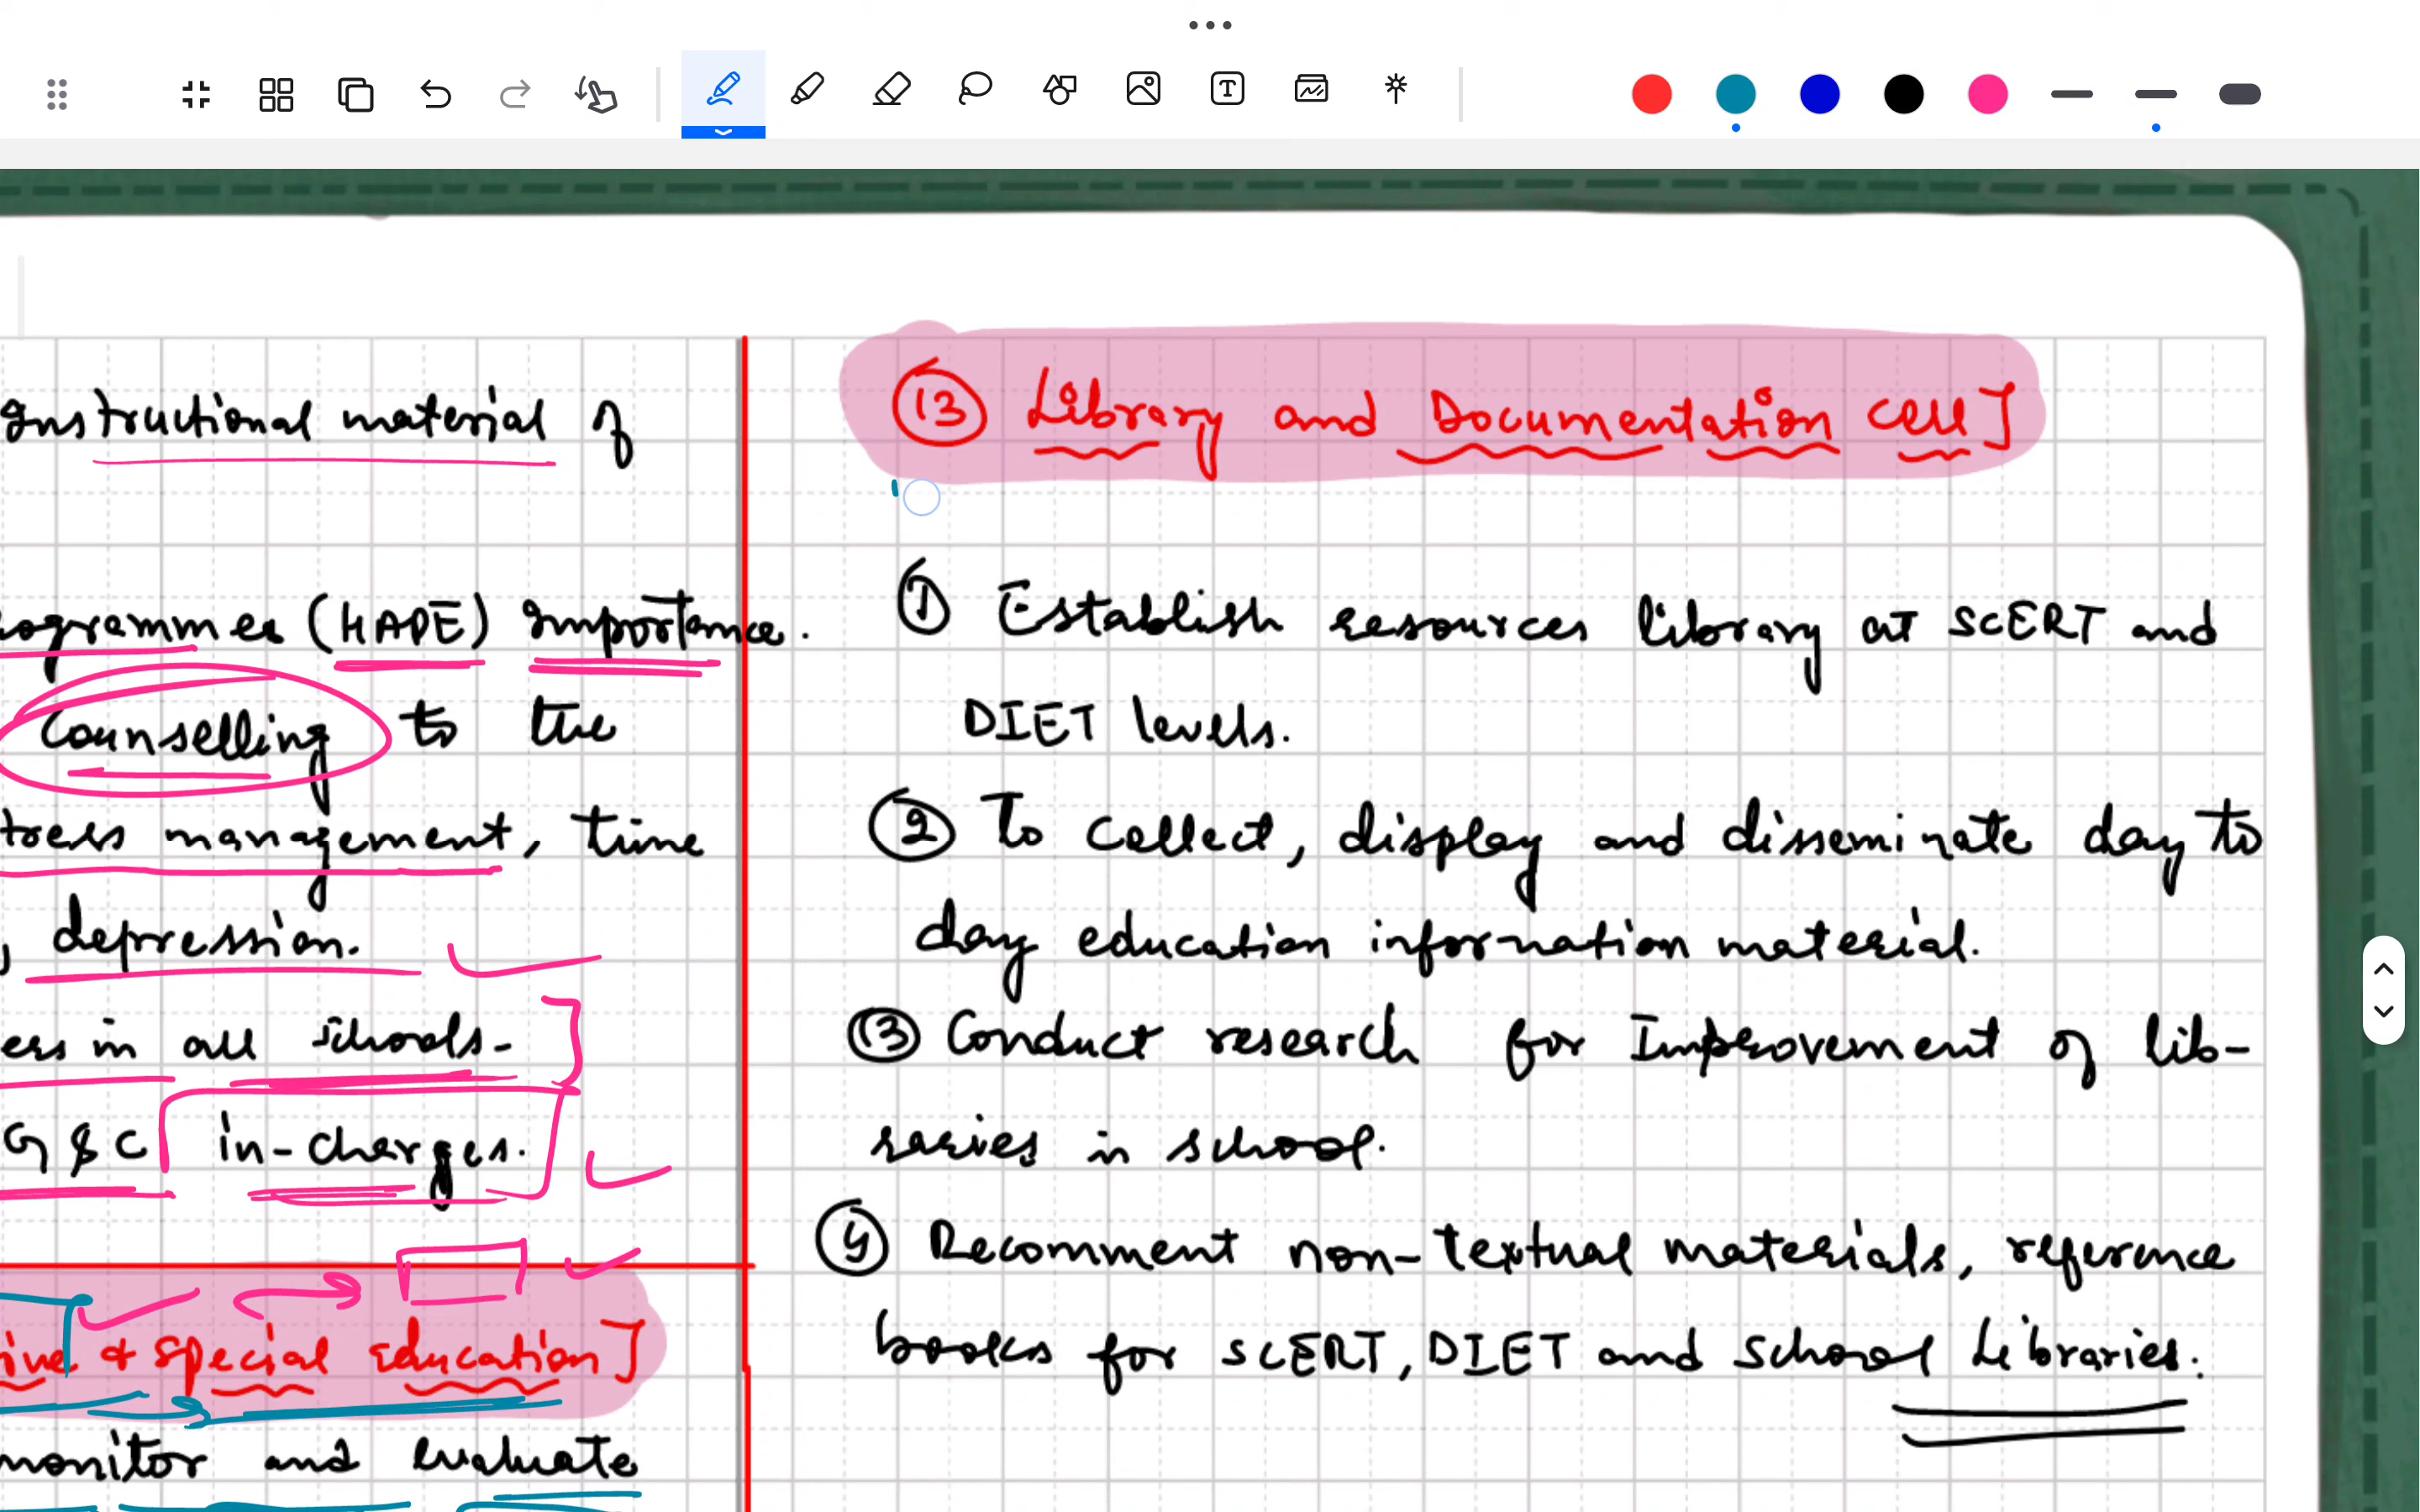 Instructional material of
ogrammes (HAPE) Importance.
Counselling to the
tress management, time
, depression.
ers in all schools-
G & C in-charges.
ive & special Education]
monitor and evaluate
(13) Library and Documentation Cell]
(1) Establish resources library at SCERT and
DIET levels.
(2) To Collect, display and disseminate day to
day education information material.
(3) Conduct research for Improvement of lib-
raries in school.
(4) Recomment non-textual materials, reference
books for SCERT, DIET and School Libraries.